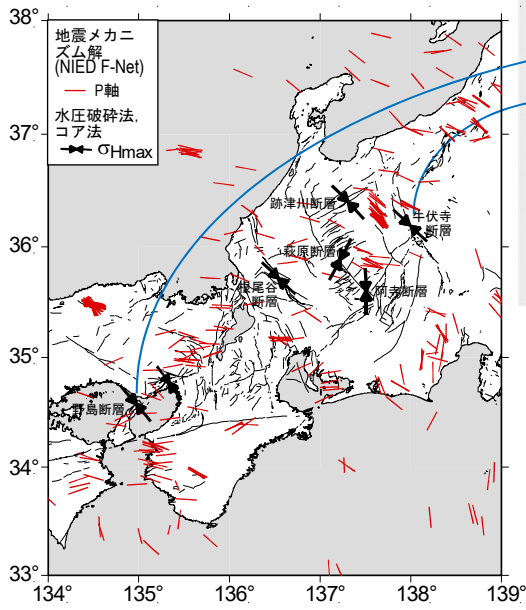 38°
地震メカニ
ズム解
(NIED F-Net)
P軸
水圧破砕法,
コア法
σHmax
37°
跡津川断層
牛伏寺
断層
36°
萩原断層
根尾谷
断層
阿寺断層
35°
野島断層
34°
33°
134° 135° 136° 137° 138° 139°